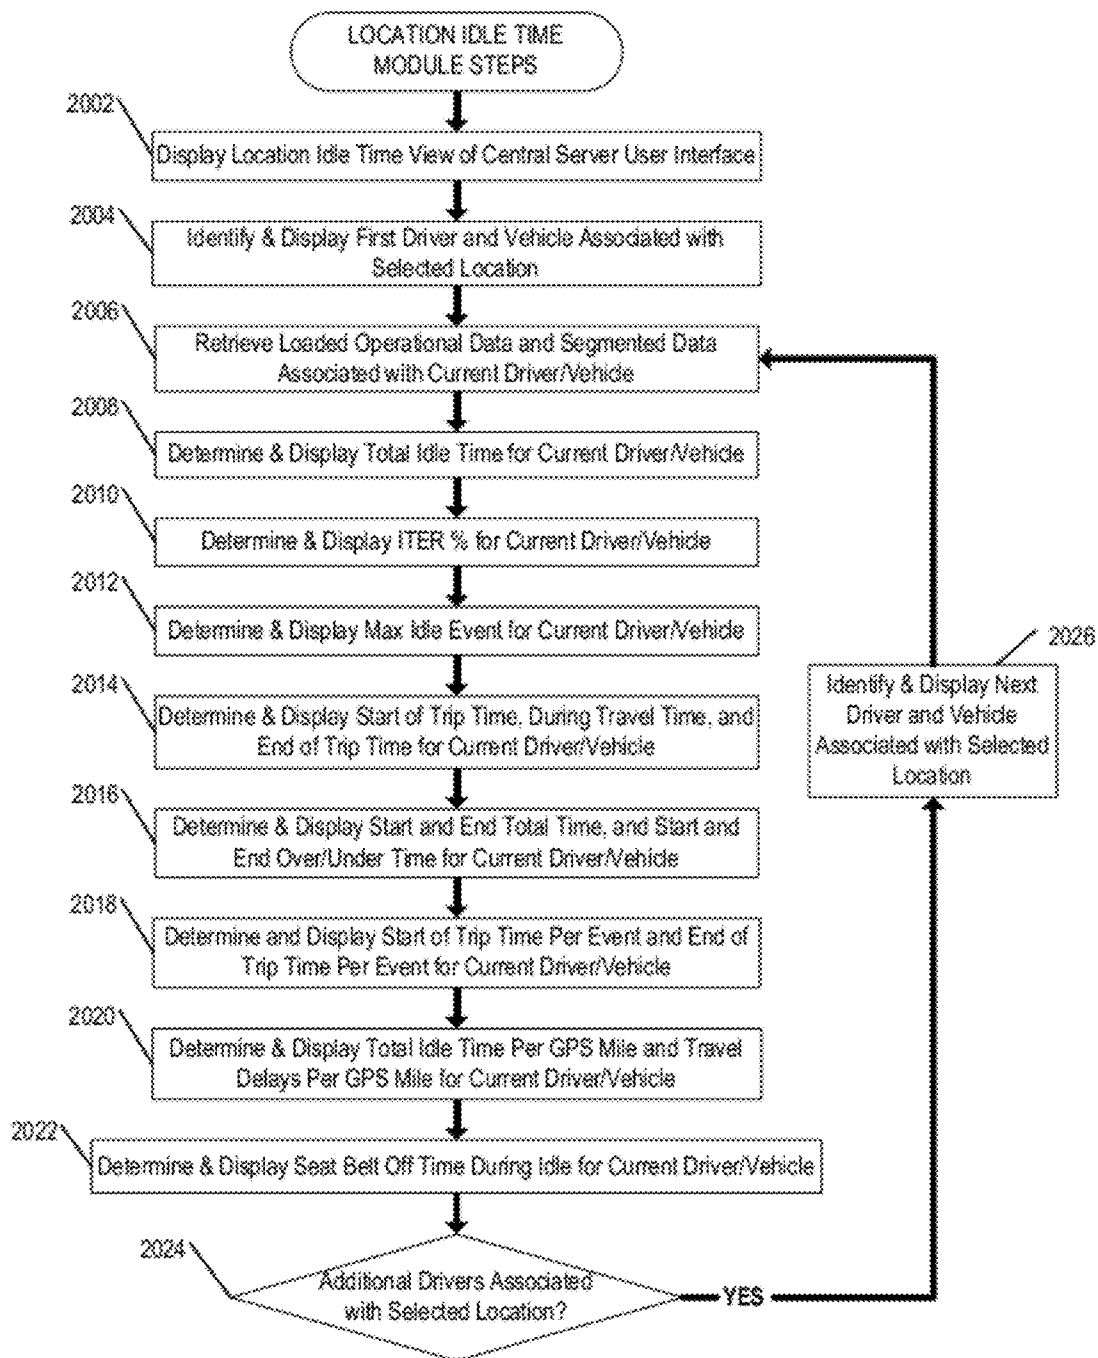 LOCATION IDLE TIME
MODULE STEPS
2002
Display Location Idle Time View of Central Server User Interface
2004
Identify & Display First Driver and Vehicle Associated with
Selected Location
2006
Retrieve Loaded Operational Data and Segmented Data
Associated with Current Driver/Vehicle
2008
Determine & Display Total Idle Time for Current Driver/Vehicle
2010
Determine & Display ITER % for Current Driver/Vehicle
2012
Determine & Display Max Idle Event for Current Driver/Vehicle
2014
Determine & Display Start of Trip Time, During Travel Time, and
End of Trip Time for Current Driver/Vehicle
2016
Determine & Display Start and End Total Time, and Start and
End Over/Under Time for Current Driver/Vehicle
2018
Determine and Display Start of Trip Time Per Event and End of
Trip Time Per Event for Current Driver/Vehicle
2020
Determine & Display Total Idle Time Per GPS Mile and Travel
Delays Per GPS Mile for Current Driver/Vehicle
2022
Determine & Display Seat Belt Off Time During Idle for Current Driver/Vehicle
2024
Additional Drivers Associated
with Selected Location?
YES
2026
Identify & Display Next
Driver and Vehicle
Associated with Selected
Location